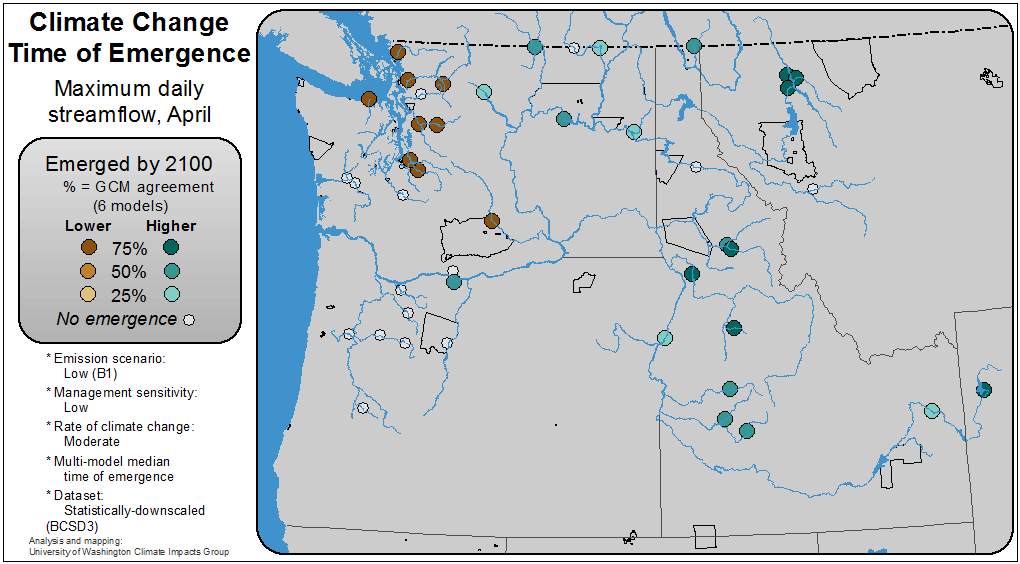 Climate Change
Time of Emergence
Maximum daily
streamflow, April
Emerged by 2100
% = GCM agreement
(6 models)
Lower Higher
75%
50%
25%
No emergence
* Emission scenario:
Low (B1)
* Management sensitivity:
Low
* Rate of climate change:
Moderate
* Multi-model median
time of emergence
* Dataset:
Statistically-downscaled
(BCSD3)
Analysis and mapping:
University of Washington Climate Impacts Group